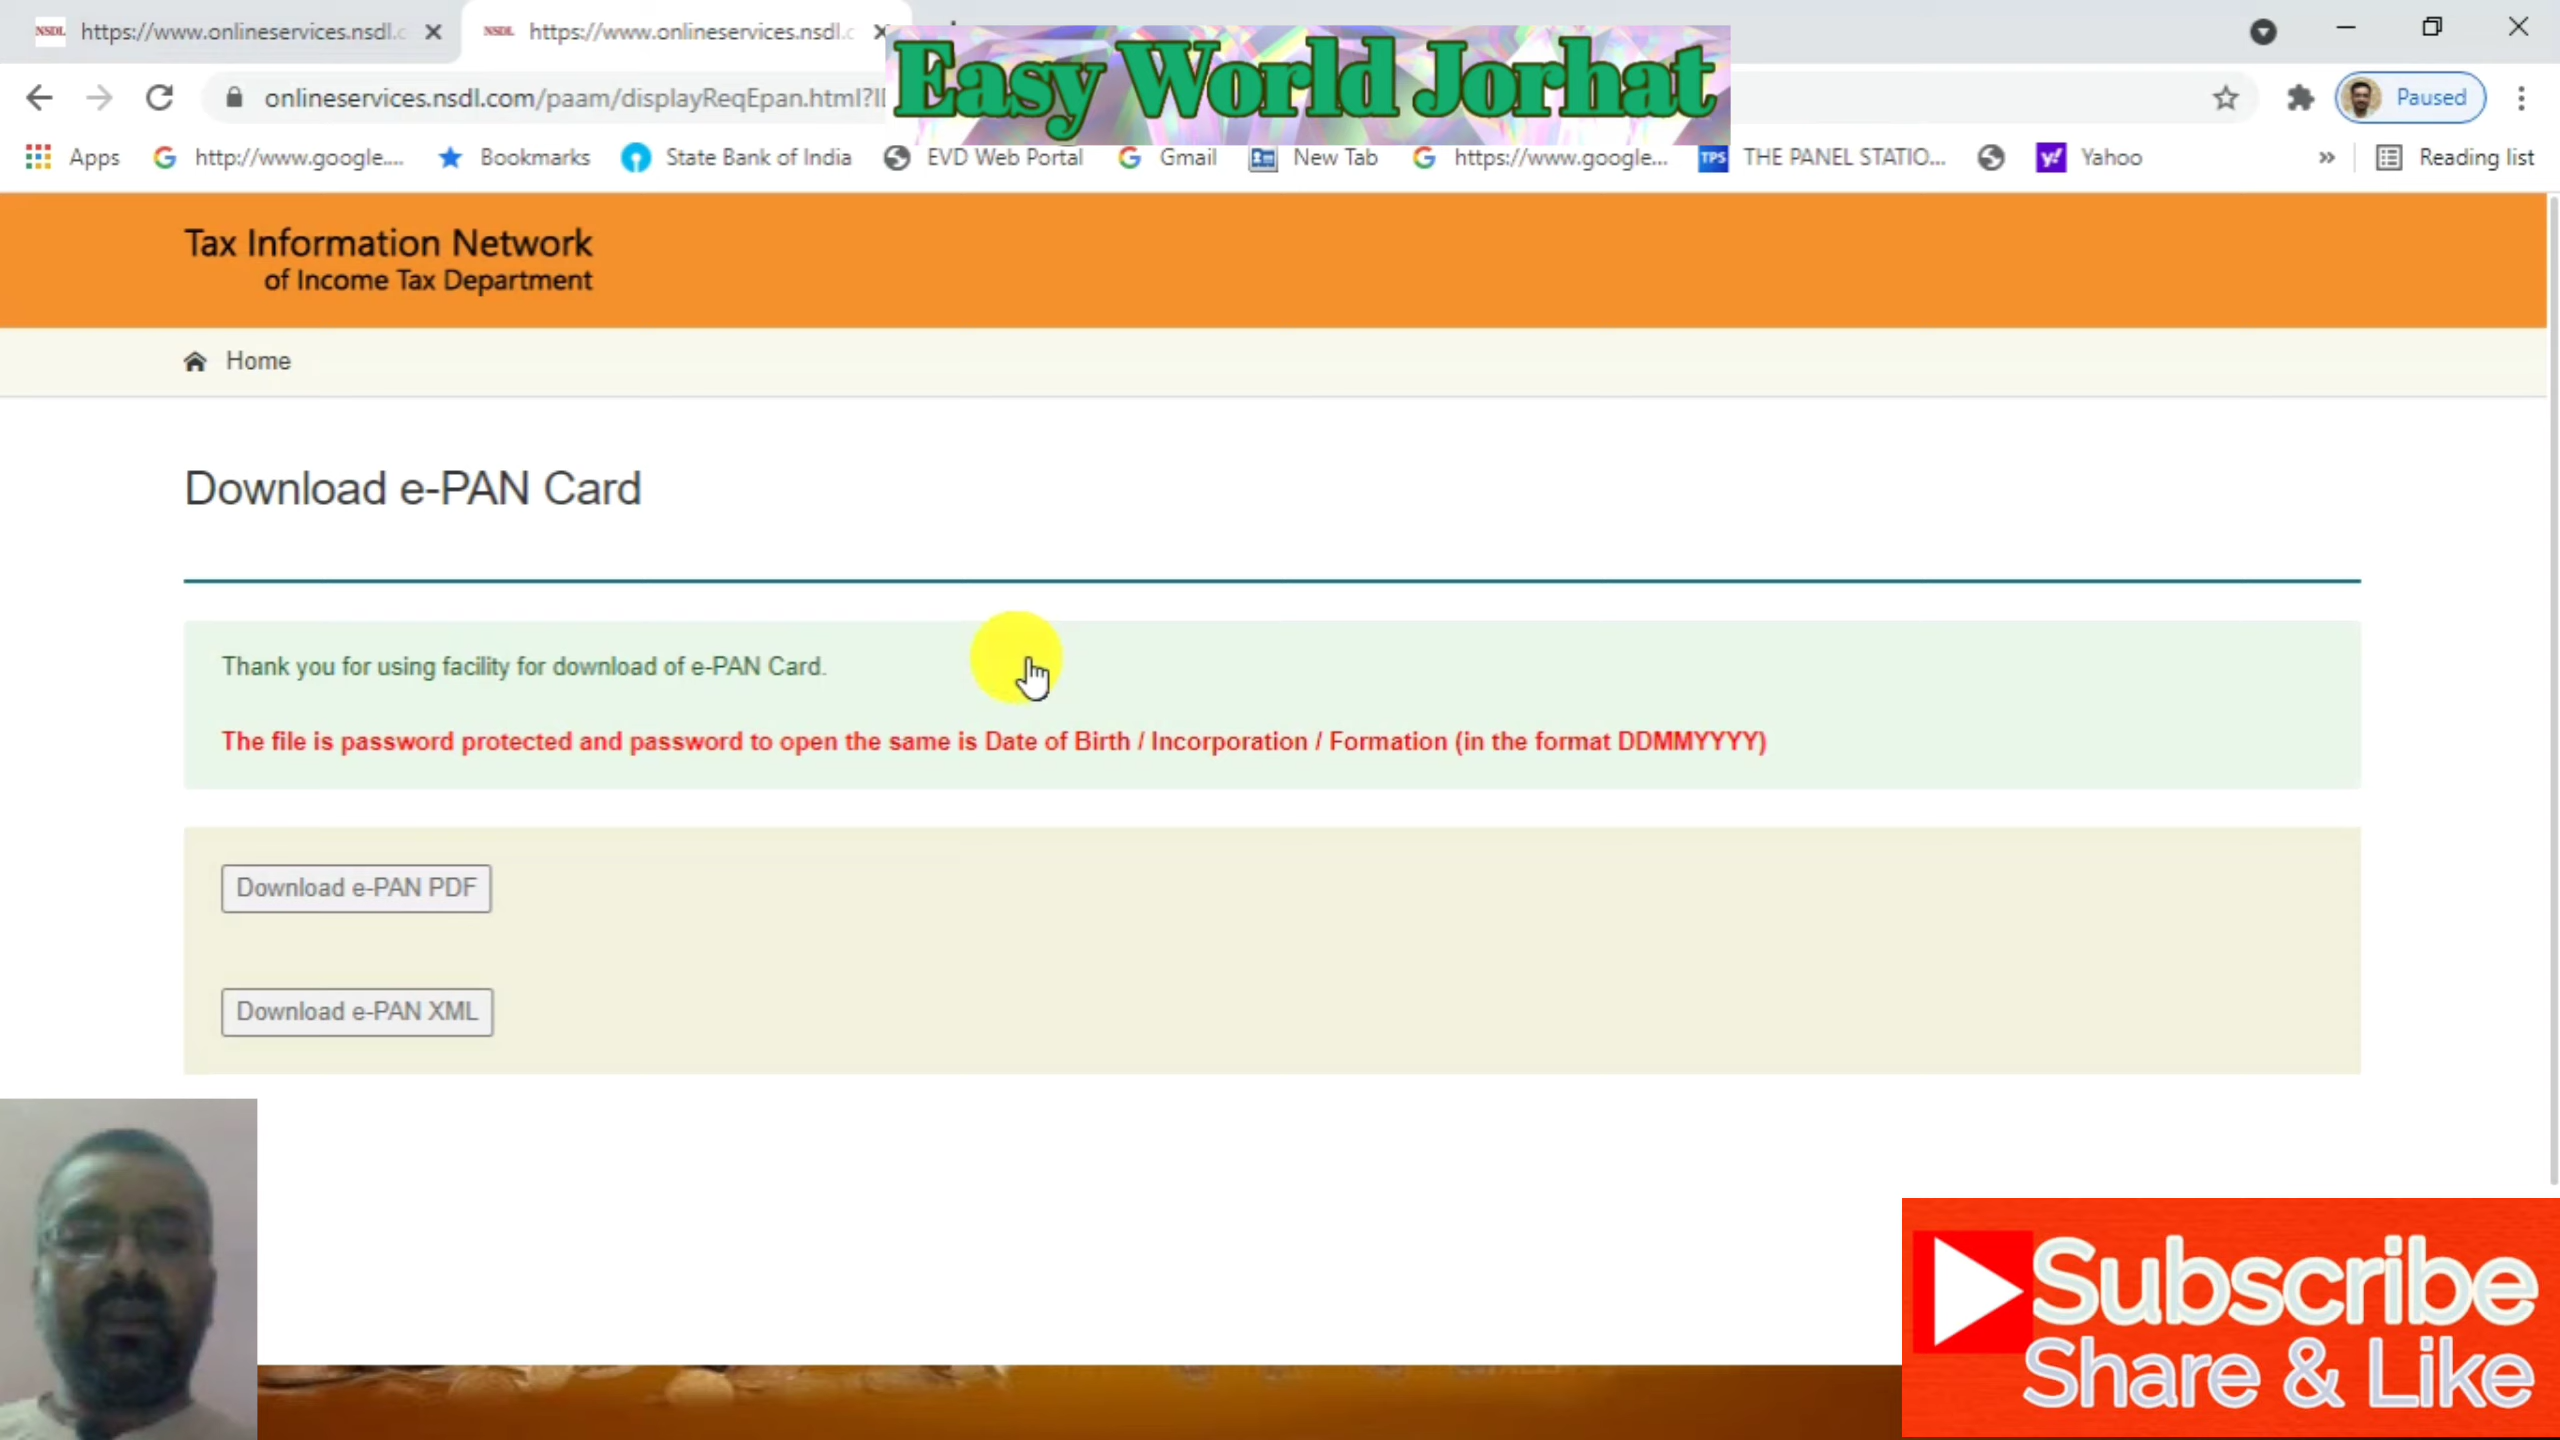 NSDL https://www.onlineservices.nsdl.c
NSDL https://www.onlineservices.nsdl.c
Easy World Jorhat
onlineservices.nsdl.com/paam/displayReqEpan.html?
Paused
Apps
http://www.google....
Bookmarks
State Bank of India
EVD Web Portal
Gmail
New Tab
https://www.google...
TPS THE PANEL STATIO...
y! Yahoo
»
Reading list
Tax Information Network
of Income Tax Department
Home
Download e-PAN Card
Thank you for using facility for download of e-PAN Card.
The file is password protected and password to open the same is Date of Birth / Incorporation / Formation (in the format DDMMYYYY)
Download e-PAN PDF
Download e-PAN XML
Subscribe
Share & Like